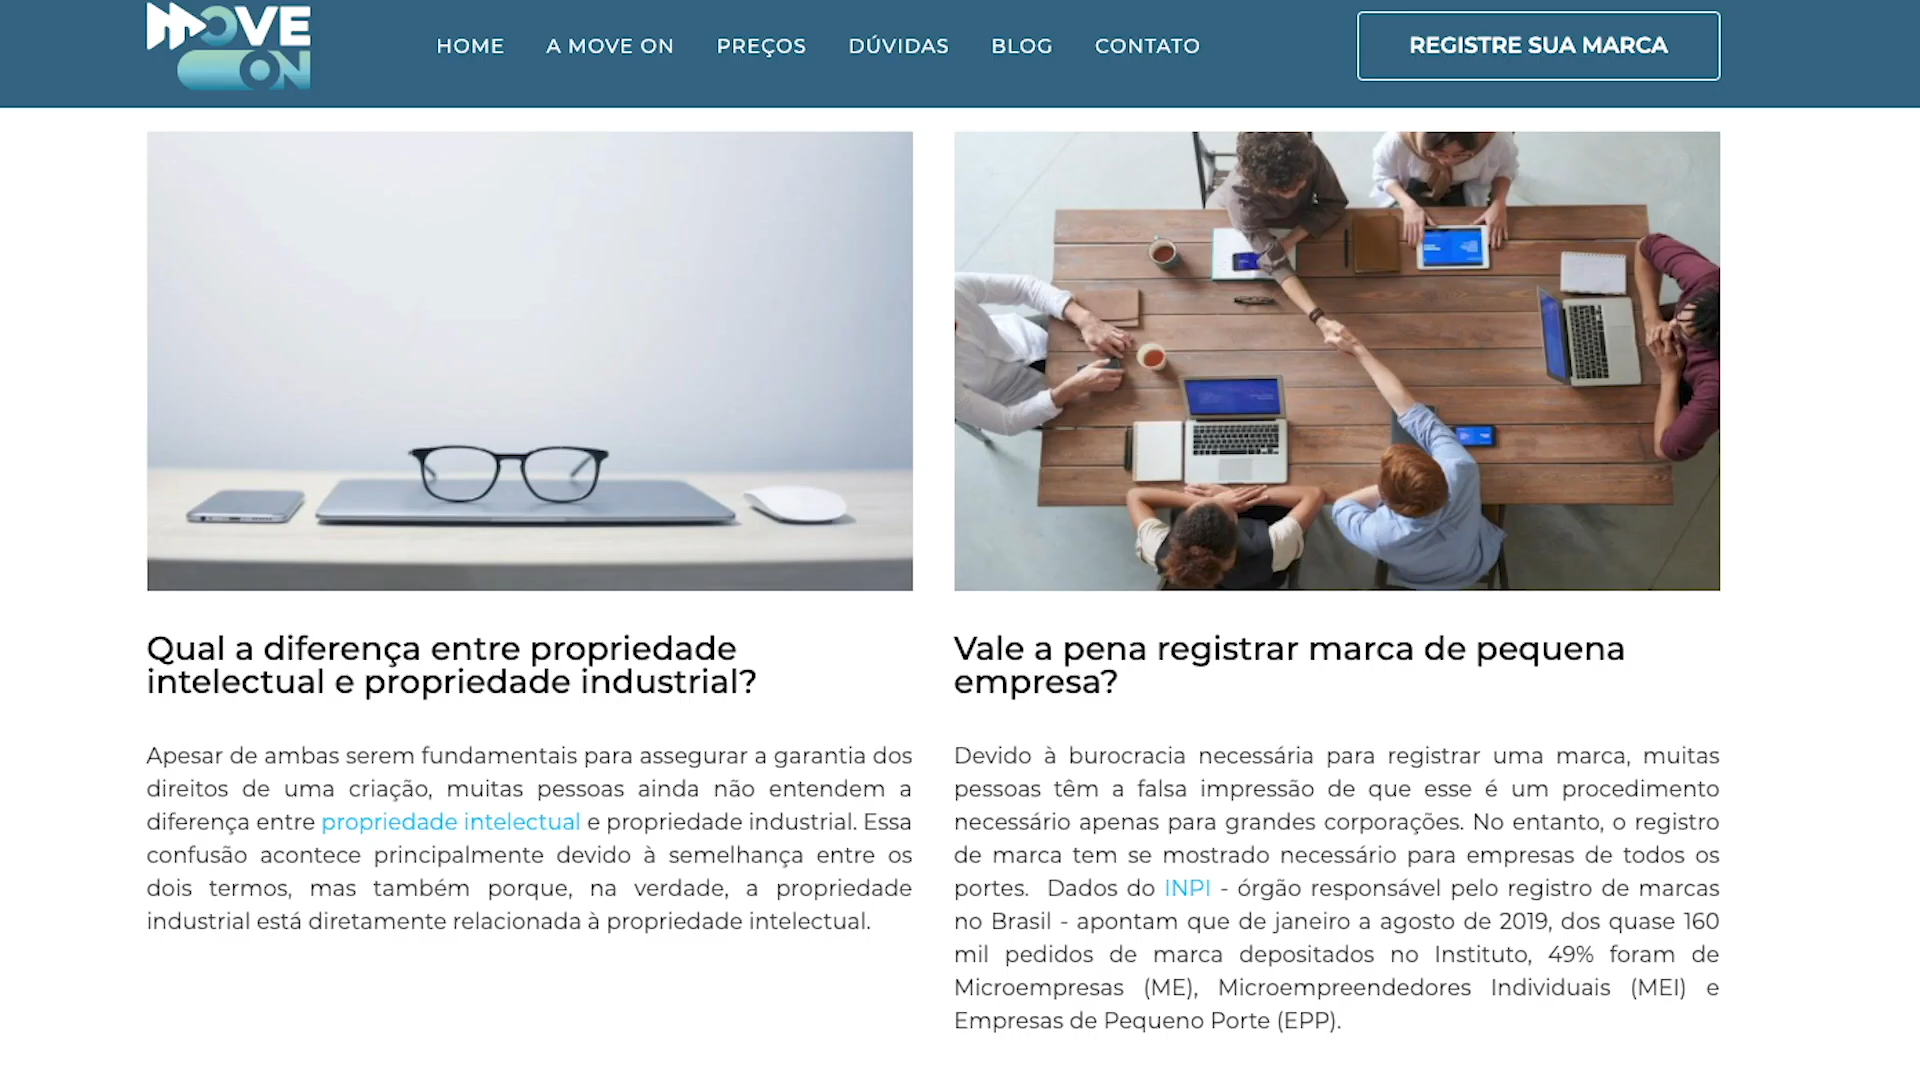 MOVE
ON
HOME
A MOVE ON
PREÇOS
DÚVIDAS
BLOG
CONTATO
REGISTRE SUA MARCA
Qual a diferença entre propriedade
intelectual e propriedade industrial?
Apesar de ambas serem fundamentais para assegurar a garantia dos
direitos de uma criação, muitas pessoas ainda não entendem a
diferença entre propriedade intelectual e propriedade industrial. Essa
confusão acontece principalmente devido à semelhança entre os
dois termos, mas também porque, na verdade, a propriedade
industrial está diretamente relacionada à propriedade intelectual.
Vale a pena registrar marca de pequena
empresa?
Devido à burocracia necessária para registrar uma marca, muitas
pessoas têm a falsa impressão de que esse é um procedimento
necessário apenas para grandes corporações. No entanto, o registro
de marca tem se mostrado necessário para empresas de todos os
portes. Dados do INPI - órgão responsável pelo registro de marcas
no Brasil - apontam que de janeiro a agosto de 2019, dos quase 160
mil pedidos de marca depositados no Instituto, 49% foram de
Microempresas (ME), Microempreendedores Individuais (MEI) e
Empresas de Pequeno Porte (EPP).